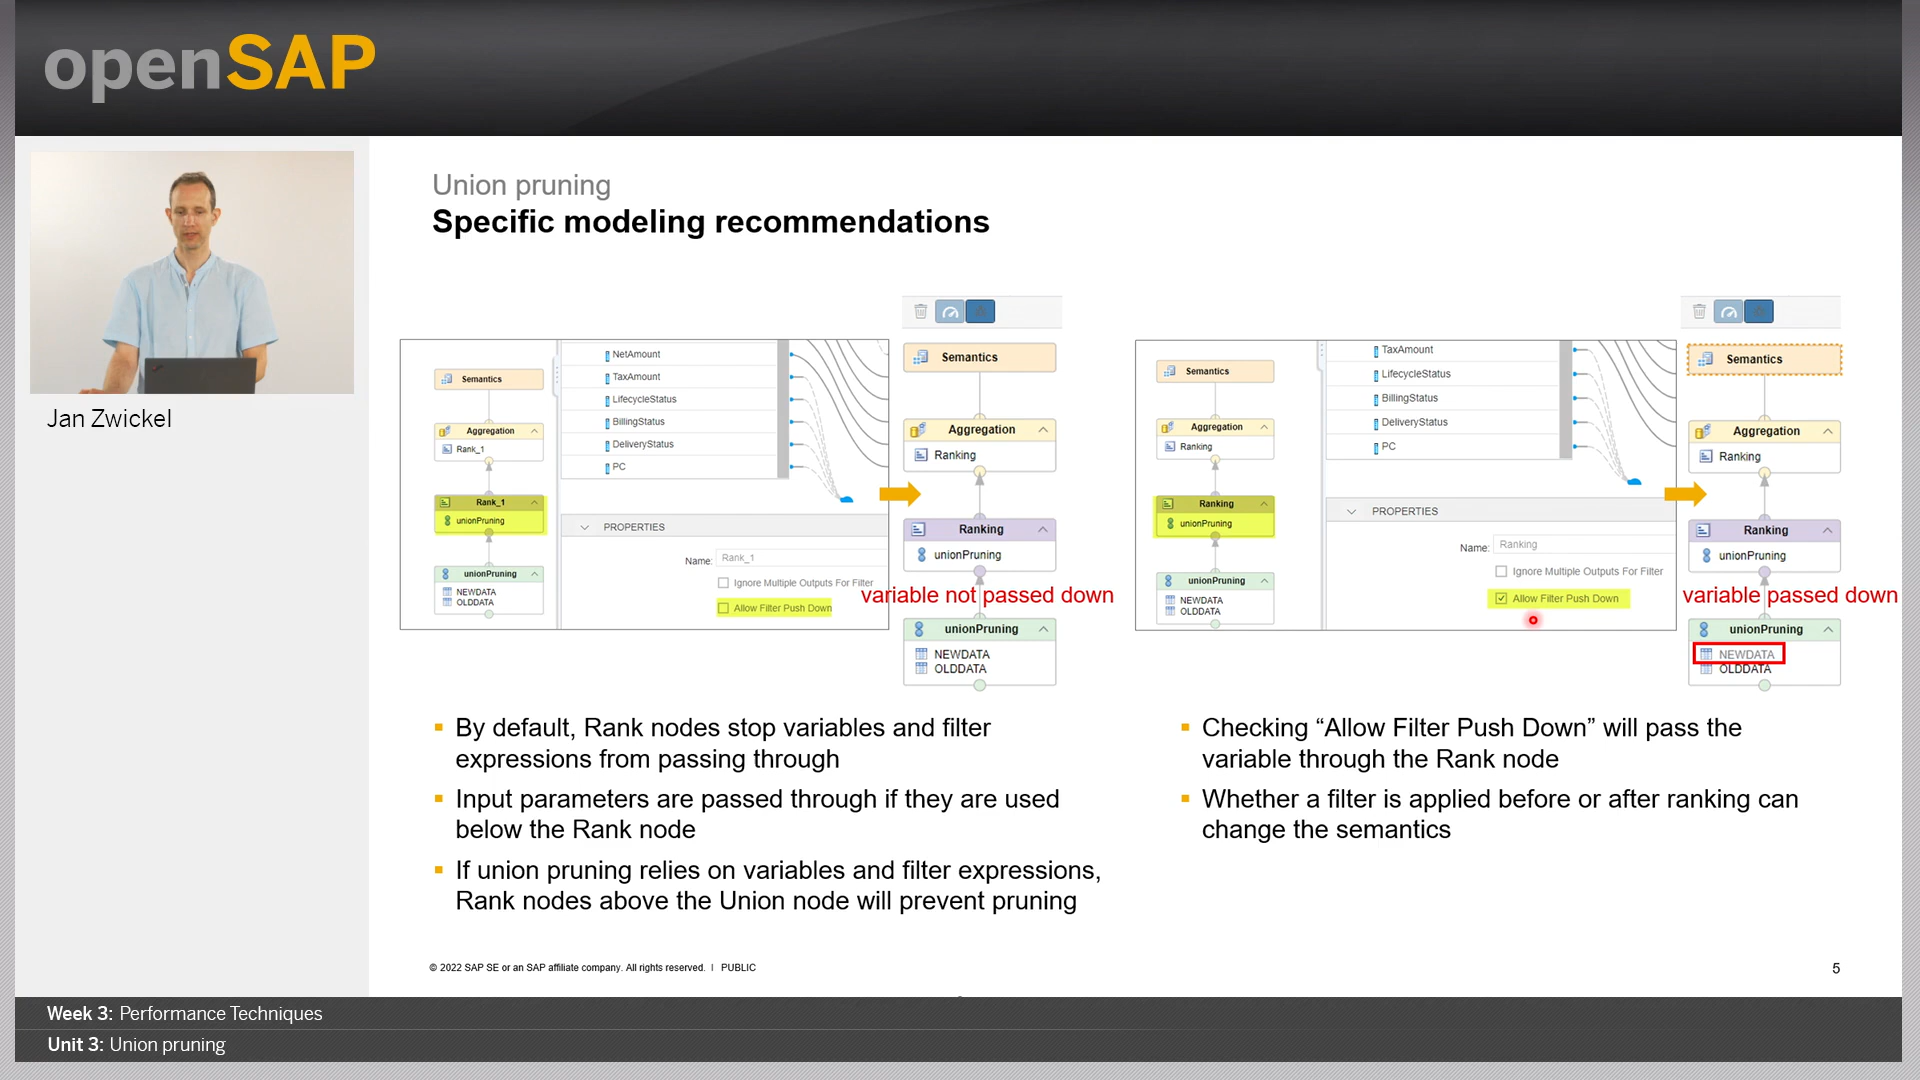 openSAP
Jan Zwickel
Union pruning
Specific modeling recommendations
Semantics
Aggregation
Rank_1
Rank_1
unionPruning
unionPruning
NEWDATA
OLDDATA
NetAmount
TaxAmount
LifecycleStatus
BillingStatus
DeliveryStatus
PC
PROPERTIES
Name: Rank_1
Ignore Multiple Outputs For Filter
Allow Filter Push Down
Semantics
Aggregation
Ranking
Ranking
unionPruning
variable not passed down
unionPruning
NEWDATA
OLDDATA
Semantics
Aggregation
Ranking
Ranking
unionPruning
unionPruning
NEWDATA
OLDDATA
TaxAmount
LifecycleStatus
BillingStatus
DeliveryStatus
PC
PROPERTIES
Name: Ranking
Ignore Multiple Outputs For Filter
Allow Filter Push Down
Semantics
Aggregation
Ranking
Ranking
unionPruning
variable passed down
unionPruning
NEWDATA
OLDDATA
By default, Rank nodes stop variables and filter
expressions from passing through
Input parameters are passed through if they are used
below the Rank node
If union pruning relies on variables and filter expressions,
Rank nodes above the Union node will prevent pruning
Checking “Allow Filter Push Down” will pass the
variable through the Rank node
Whether a filter is applied before or after ranking can
change the semantics
© 2022 SAP SE or an SAP affiliate company. All rights reserved. | PUBLIC
5
Week 3: Performance Techniques
Unit 3: Union pruning